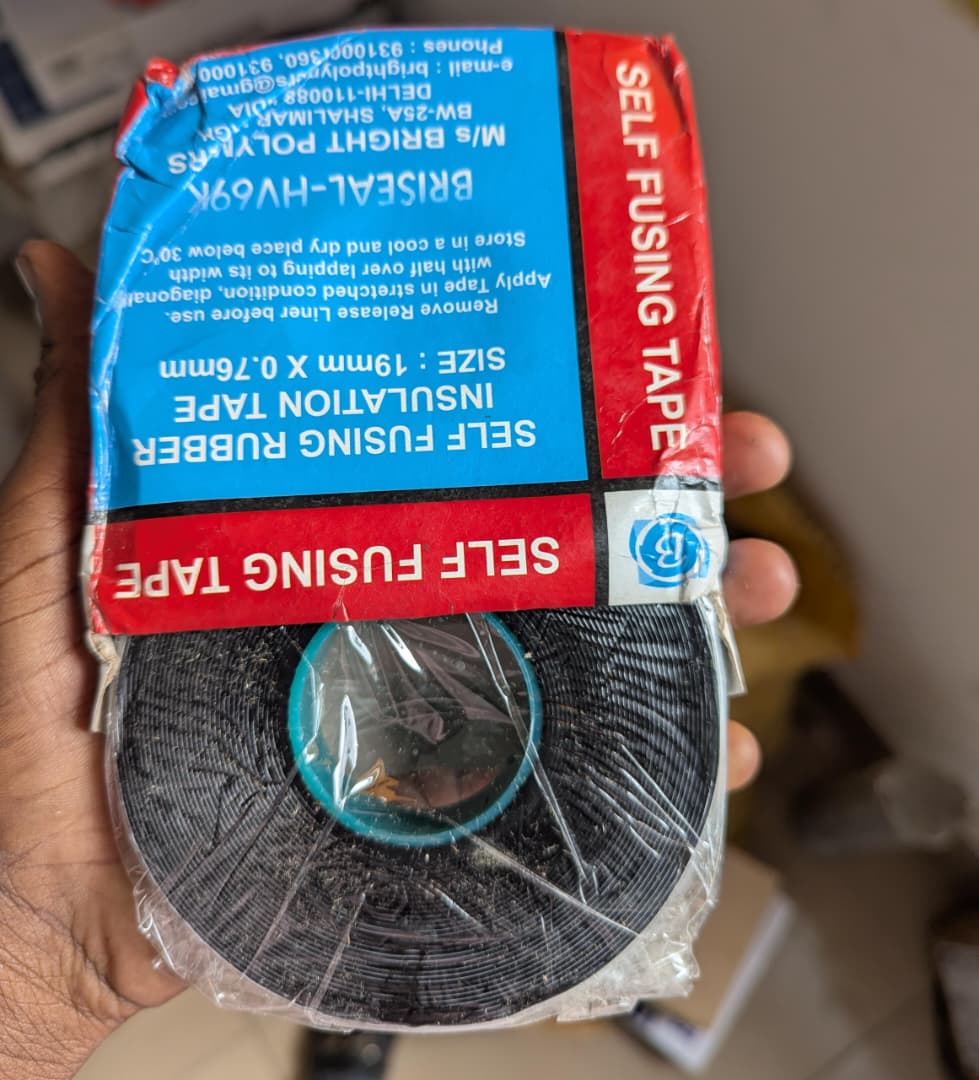 SELF FUSING TAPE
B
SELF FUSING TAPE
SELF FUSING RUBBER
INSULATION TAPE
SIZE : 19mm X 0.76mm
Remove Release Liner before use.
Apply Tape in stretched condition,
with half over lapping to its width
Store in a cool and dry place below 30°C
BRISEAL-HV69K
M/s BRIGHT
BW-25A, SHALIMAR
DELHI-110088
e-mail :
Phones :